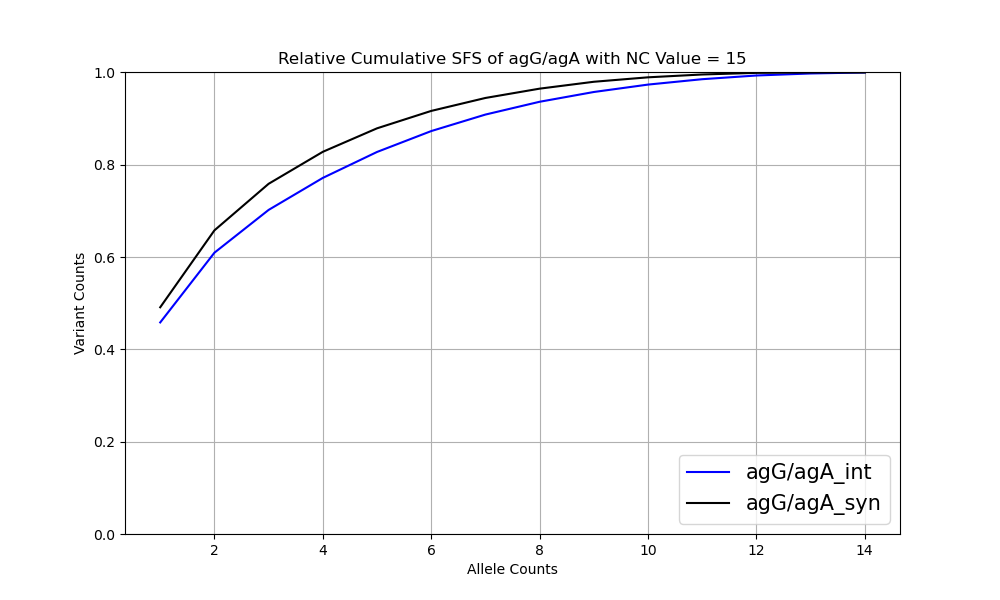 Relative Cumulative SFS of agG/agA with NC Value = 15
1.0
0.8
0.6
0.4
0.2
0.0
Variant Counts
agG/agA_int
agG/agA_syn
2 4 6 8 10 12 14
Allele Counts